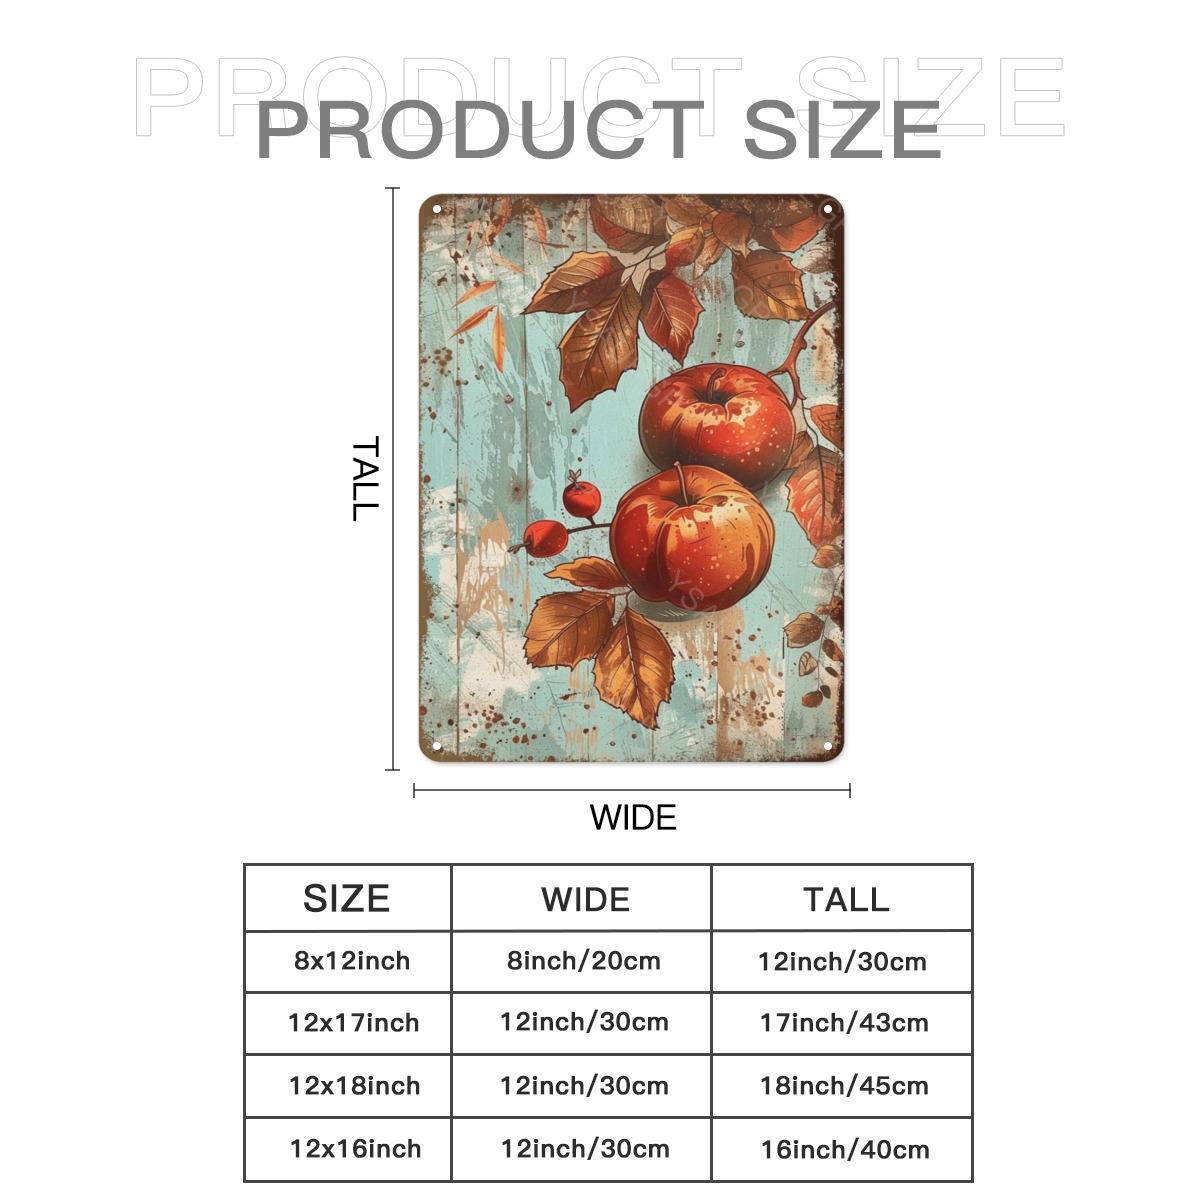 PRODUCT SIZE
PRODUCT SIZE
TALL
WIDE
SIZE WIDE TALL
8x12inch 8inch/20cm 12inch/30cm
12x17inch 12inch/30cm 17inch/43cm
12x18inch 12inch/30cm 18inch/45cm
12x16inch 12inch/30cm 16inch/40cm